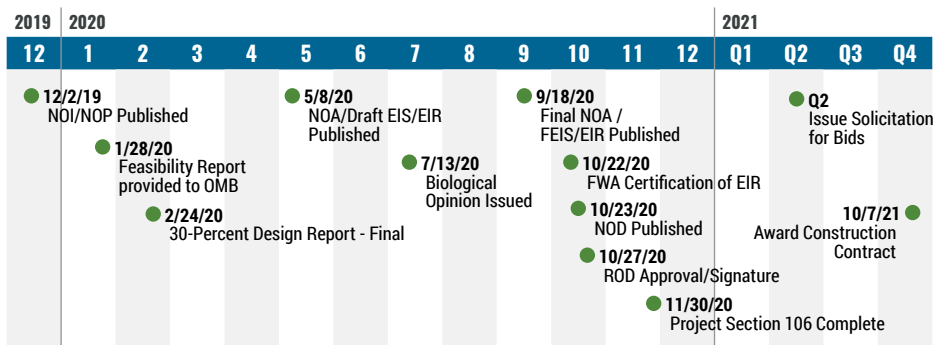 2019 2020 2021
12 1 2 3 4 5 6 7 8 9 10 11 12 Q1 Q2 Q3 Q4
12/2/19
NOI/NOP Published
1/28/20
Feasibility Report
provided to OMB
2/24/20
30-Percent Design Report - Final
5/8/20
NOA/Draft EIS/EIR
Published
7/13/20
Biological
Opinion Issued
9/18/20
Final NOA /
FEIS/EIR Published
10/22/20
FWA Certification of EIR
10/23/20
NOD Published
10/27/20
ROD Approval/Signature
11/30/20
Project Section 106 Complete
Q2
Issue Solicitation
for Bids
10/7/21
Award Construction
Contract